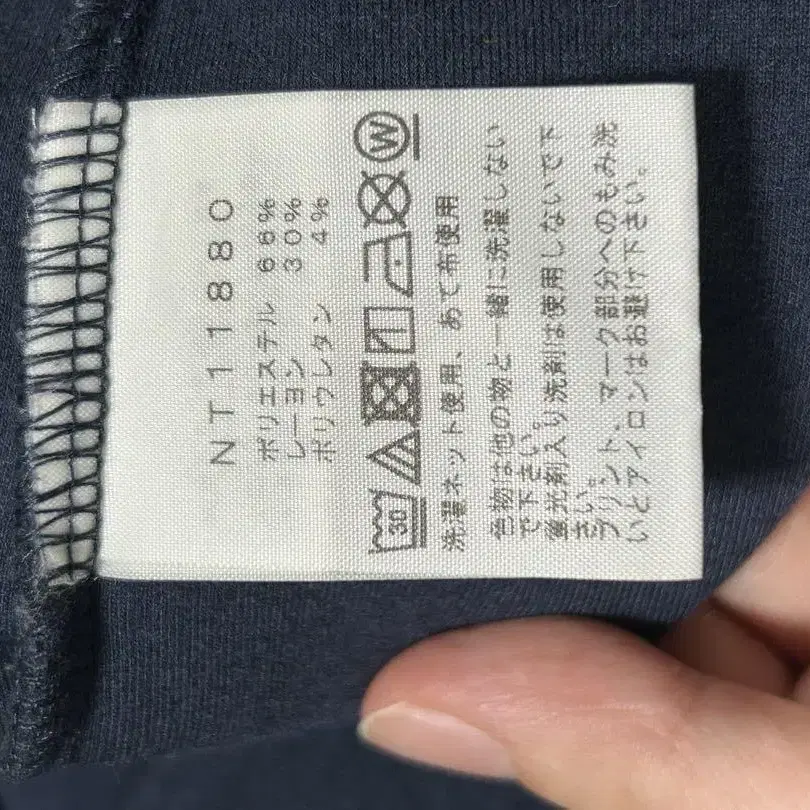 NT11880
ポリエステル 66%
レーヨン 30%
ポリウレタン 4%
30
W
洗濯ネット使用、あて布使用
色物は他の物と一緒に洗濯しない
で下さい。
蛍光剤入り洗剤は使用しないで下
さい。
プリント、マーク部分へのもみ洗
いとアイロンはお避け下さい。